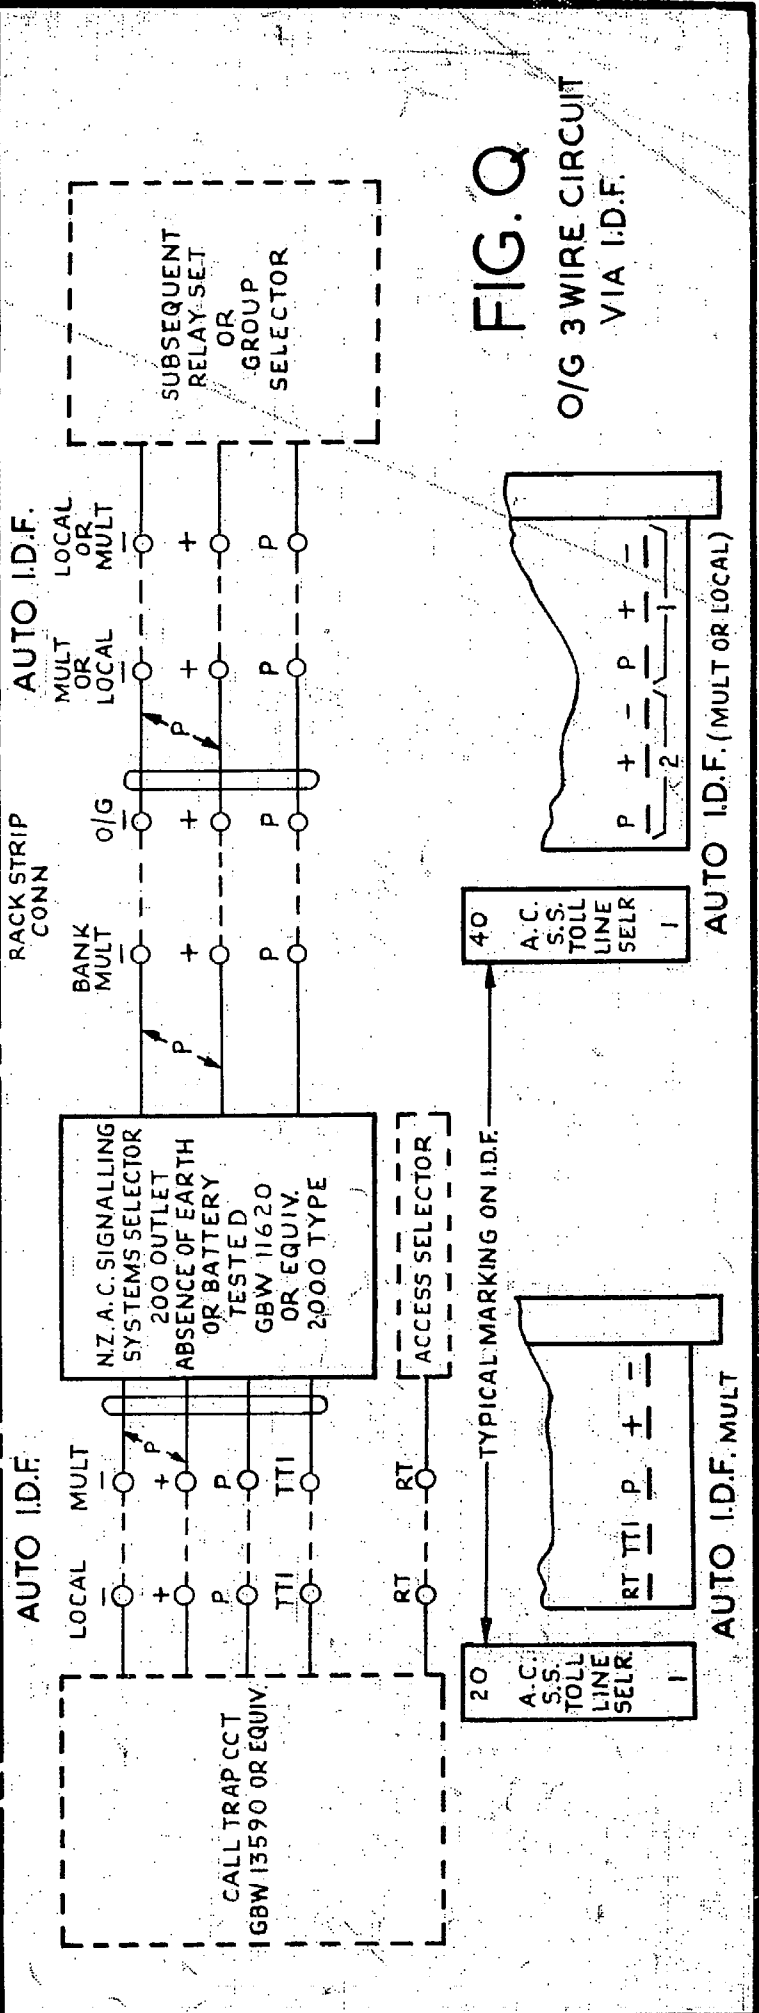 AUTO I.D.F.
LOCAL
MULT
RACK STRIP
CONN
BANK
MULT
O/G
AUTO I.D.F.
MULT
OR
LOCAL
LOCAL
OR
MULT
CALL TRAP CCT
GBW 13590 OR EQUIV.
−
−
+
+
P
P
P
TTI
TTI
RT
RT
N.Z. A.C. SIGNALLING
SYSTEMS SELECTOR
200 OUTLET
ABSENCE OF EARTH
OR BATTERY
TESTED
GBW 11620
OR EQUIV.
2000 TYPE
ACCESS SELECTOR
P
−
−
+
+
P
P
P
−
−
+
+
P
P
SUBSEQUENT
RELAY SET
OR
GROUP
SELECTOR
FIG. Q
O/G 3 WIRE CIRCUIT
VIA I.D.F.
TYPICAL MARKING ON I.D.F.
20
A.C.
S.S.
TOLL
LINE
SELR.
1
RT TTI P + −
AUTO I.D.F. MULT
40
A.C.
S.S.
TOLL
LINE
SELR
1
P + − P + −
2 1
AUTO I.D.F. (MULT OR LOCAL)